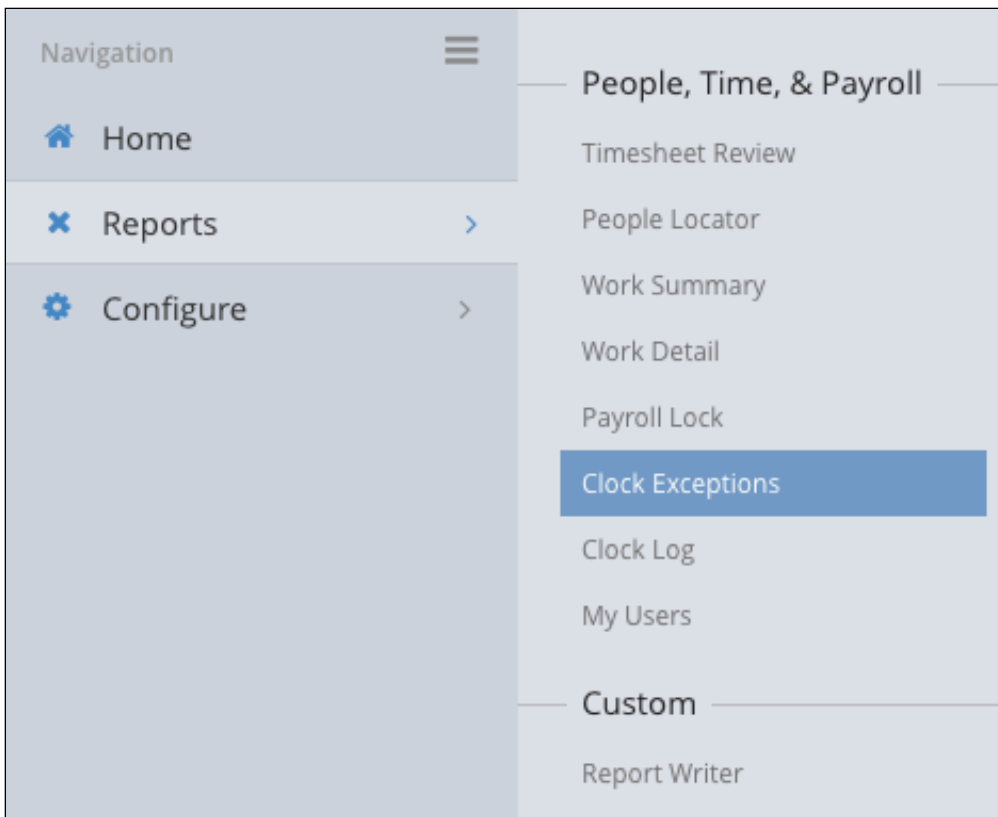 Navigation
Home
Reports
Configure
People, Time, & Payroll
Timesheet Review
People Locator
Work Summary
Work Detail
Payroll Lock
Clock Exceptions
Clock Log
My Users
Custom
Report Writer